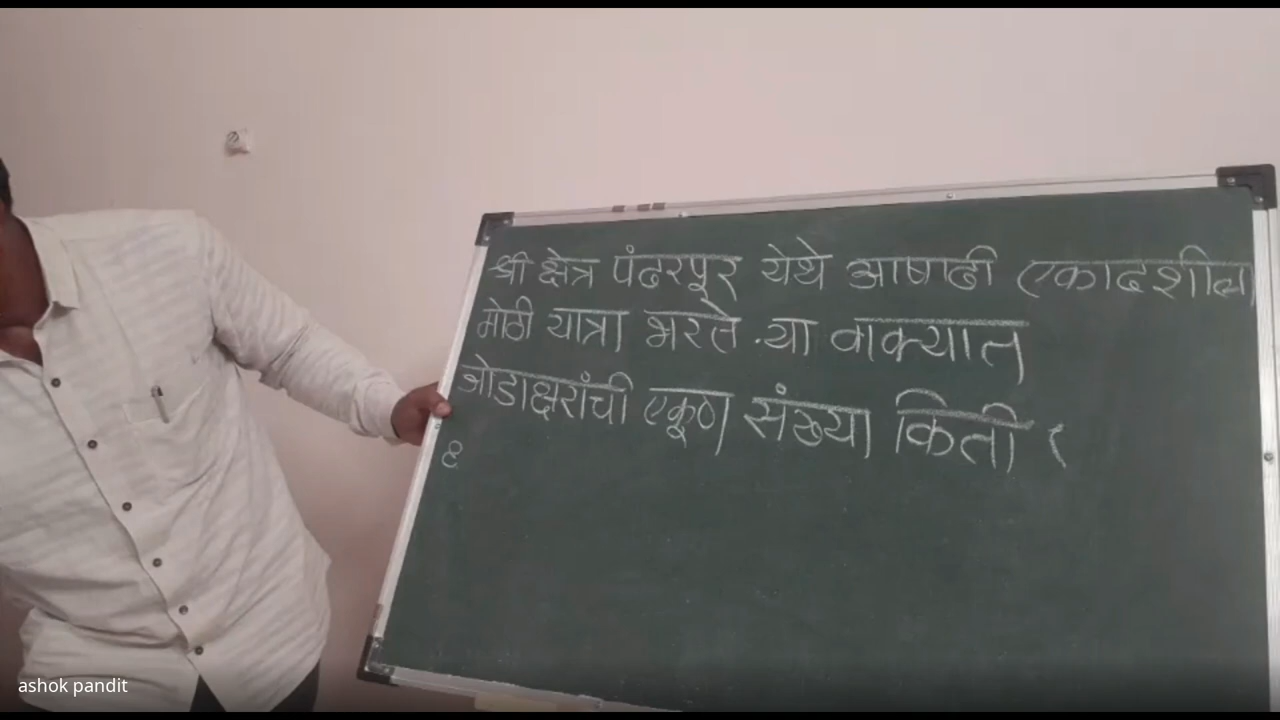 श्री क्षेत्र पंढरपूर येथे आषाढी एकादशीला
मोठी यात्रा भरते. या वाक्यात
जोडाक्षरांची एकूण संख्या किती (
ashok pandit